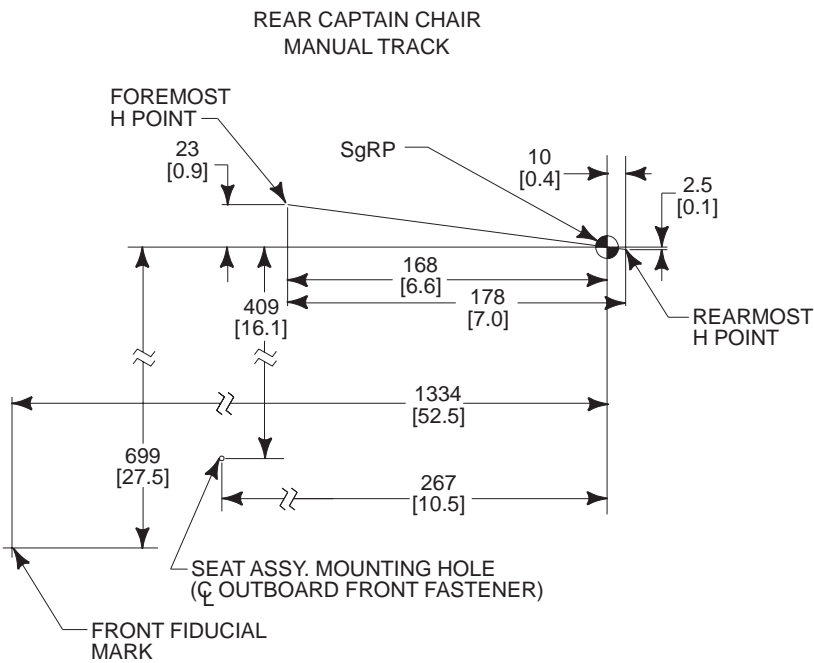 REAR CAPTAIN CHAIR
MANUAL TRACK
FOREMOST
H POINT
23
[0.9]
SgRP
10
[0.4]
2.5
[0.1]
168
[6.6]
178
[7.0]
409
[16.1]
REARMOST
H POINT
1334
[52.5]
699
[27.5]
267
[10.5]
SEAT ASSY. MOUNTING HOLE
(℄ OUTBOARD FRONT FASTENER)
FRONT FIDUCIAL
MARK